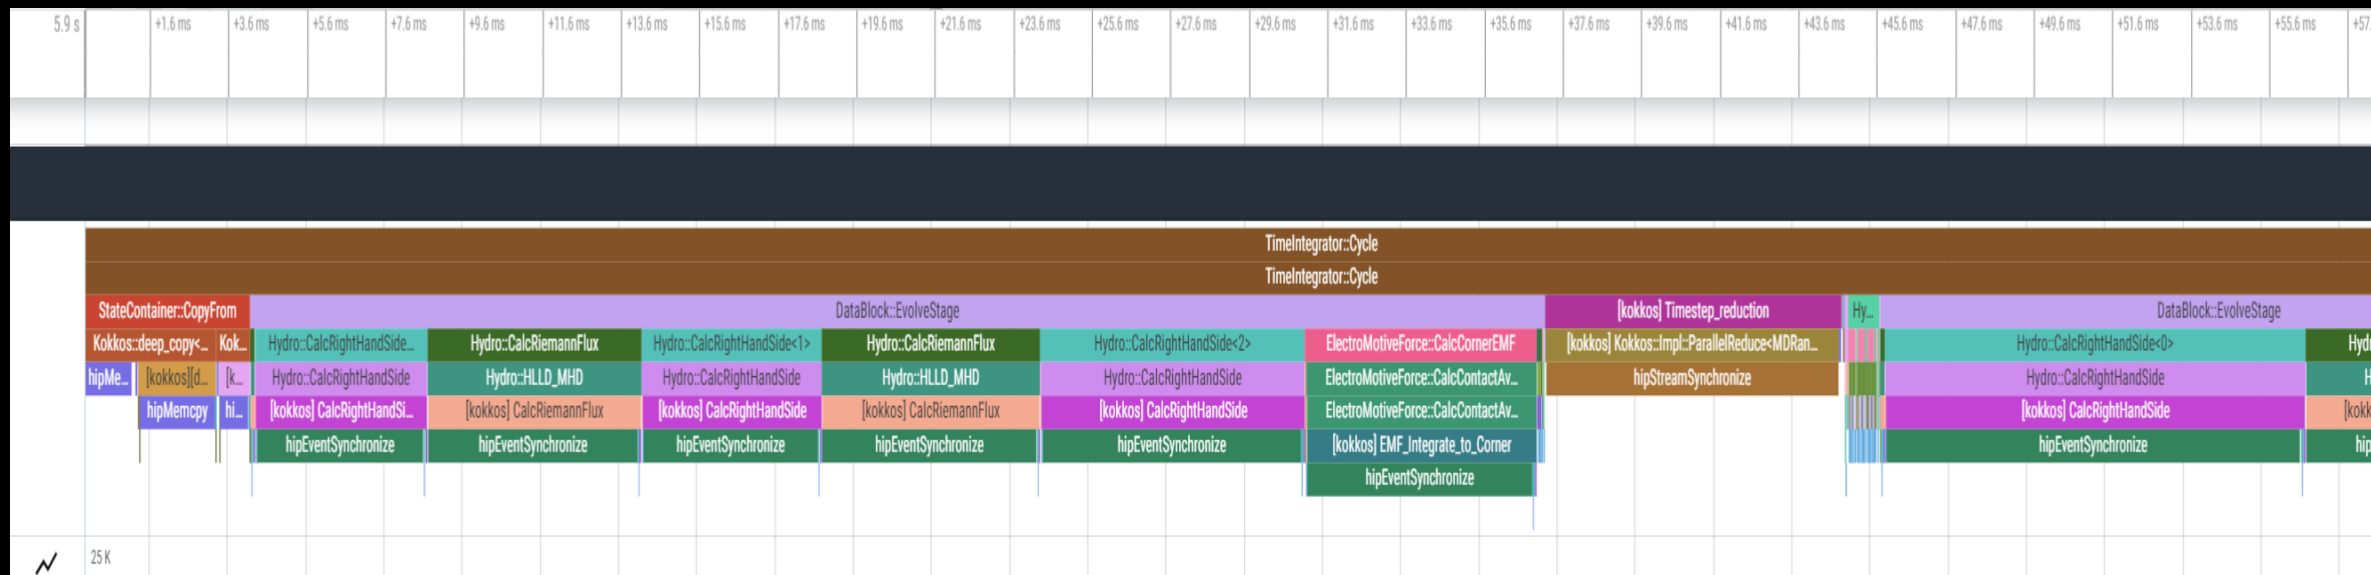 5.9 s +1.6 ms +3.6 ms +5.6 ms +7.6 ms +9.6 ms +11.6 ms +13.6 ms +15.6 ms +17.6 ms +19.6 ms +21.6 ms +23.6 ms +25.6 ms +27.6 ms +29.6 ms +31.6 ms +33.6 ms +35.6 ms +37.6 ms +39.6 ms +41.6 ms +43.6 ms +45.6 ms +47.6 ms +49.6 ms +51.6 ms +53.6 ms +55.6 ms +57.
TimeIntegrator::Cycle
TimeIntegrator::Cycle
StateContainer::CopyFrom DataBlock::EvolveStage [kokkos] Timestep_reduction Hy... DataBlock::EvolveStage
Kokkos::deep_copy<... Kok... Hydro::CalcRightHandSide... Hydro::CalcRiemannFlux Hydro::CalcRightHandSide<1> Hydro::CalcRiemannFlux Hydro::CalcRightHandSide<2> ElectroMotiveForce::CalcCornerEMF [kokkos] Kokkos::Impl::ParallelReduce<MDRan... Hydro::CalcRightHandSide<0> Hyd
hipMe... [kokkos][d... [k... Hydro::CalcRightHandSide Hydro::HLLD_MHD Hydro::CalcRightHandSide Hydro::HLLD_MHD Hydro::CalcRightHandSide ElectroMotiveForce::CalcContactAv... hipStreamSynchronize Hydro::CalcRightHandSide H
hipMemcpy hi... [kokkos] CalcRightHandSi... [kokkos] CalcRiemannFlux [kokkos] CalcRightHandSide [kokkos] CalcRiemannFlux [kokkos] CalcRightHandSide ElectroMotiveForce::CalcContactAv... [kokkos] CalcRightHandSide [kokk
hipEventSynchronize hipEventSynchronize hipEventSynchronize hipEventSynchronize hipEventSynchronize [kokkos] EMF_Integrate_to_Corner hipEventSynchronize hip
hipEventSynchronize
25 K